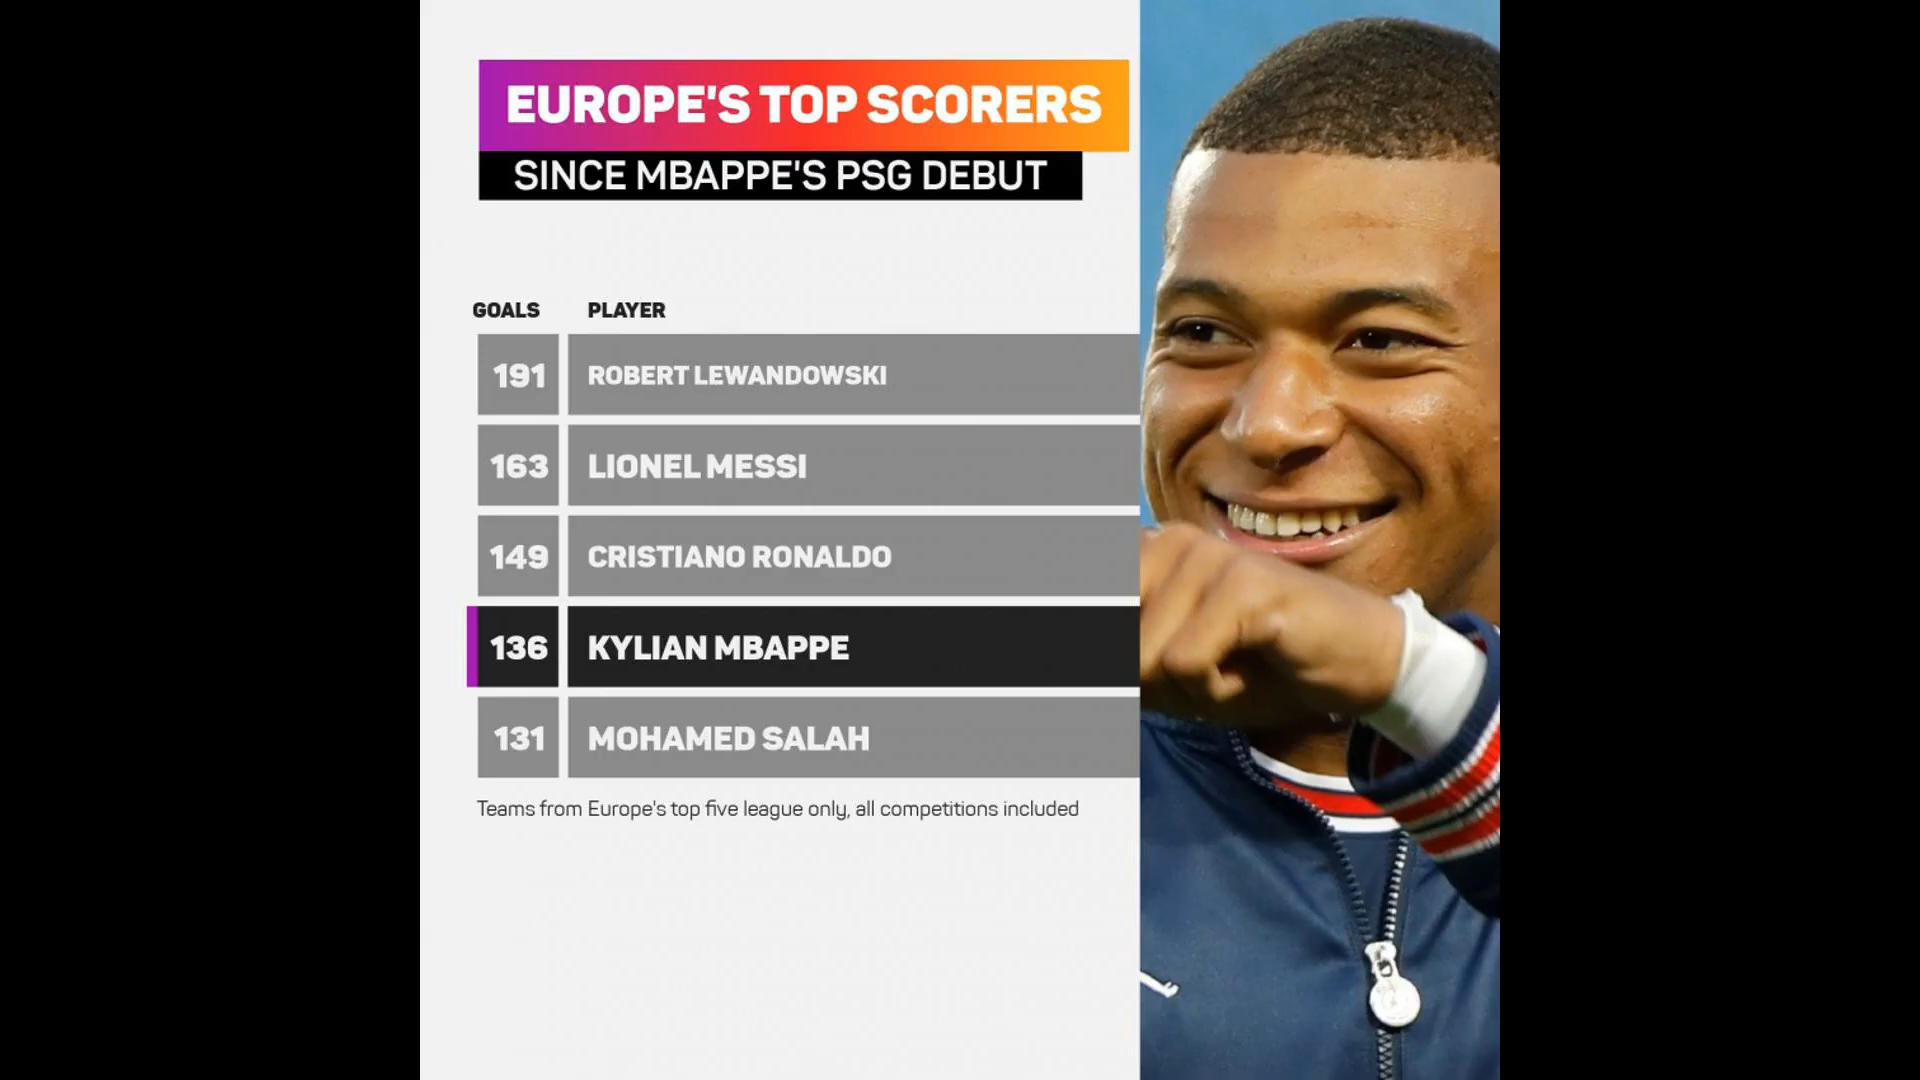 EUROPE'S TOP SCORERS
SINCE MBAPPE'S PSG DEBUT
GOALS PLAYER
191 ROBERT LEWANDOWSKI
163 LIONEL MESSI
149 CRISTIANO RONALDO
136 KYLIAN MBAPPE
131 MOHAMED SALAH
Teams from Europe's top five league only, all competitions included